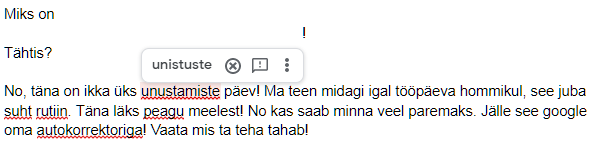 Miks on
!
Tähtis?
unistuste
No, täna on ikka üks unustamiste päev! Ma teen midagi igal tööpäeva hommikul, see juba
suht rutiin. Täna läks peagu meelest! No kas saab minna veel paremaks. Jälle see google
oma autokorrektoriga! Vaata mis ta teha tahab!